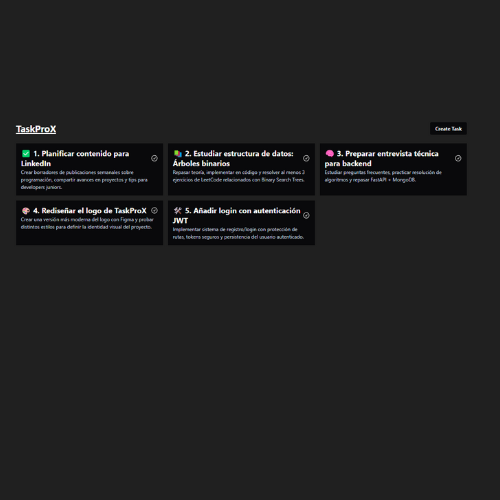 TaskProX
Create Task
✅ 1. Planificar contenido para
LinkedIn
Crear borradores de publicaciones semanales sobre
programación, compartir avances en proyectos y tips para
developers juniors.
📚 2. Estudiar estructura de datos:
Árboles binarios
Repasar teoría, implementar en código y resolver al menos 3
ejercicios de LeetCode relacionados con Binary Search Trees.
🧠 3. Preparar entrevista técnica
para backend
Estudiar preguntas frecuentes, practicar resolución de
algoritmos y repasar FastAPI + MongoDB.
🎨 4. Rediseñar el logo de TaskProX
Crear una versión más moderna del logo con Figma y probar
distintos estilos para definir la identidad visual del proyecto.
🛠 5. Añadir login con autenticación
JWT
Implementar sistema de registro/login con protección de
rutas, tokens seguros y persistencia del usuario autenticado.